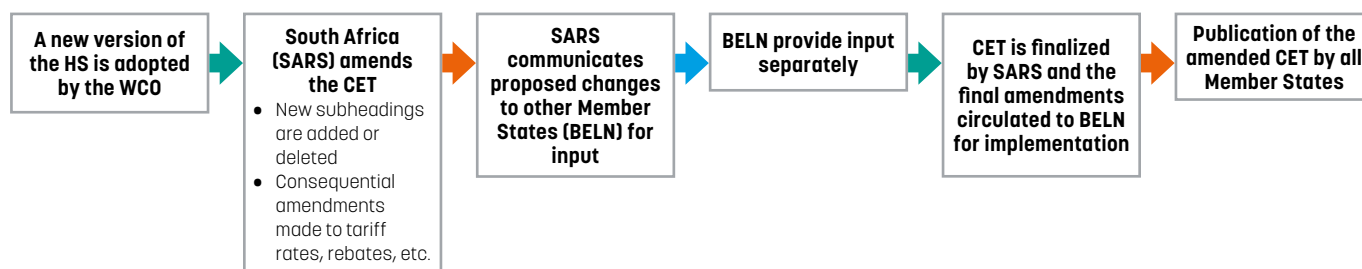 A new version of
the HS is adopted
by the WCO
South Africa
(SARS) amends
the CET
• New subheadings
are added or
deleted
• Consequential
amendments
made to tariff
rates, rebates, etc.
SARS
communicates
proposed changes
to other Member
States (BELN) for
input
BELN provide input
separately
CET is finalized
by SARS and the
final amendments
circulated to BELN
for implementation
Publication of the
amended CET by all
Member States